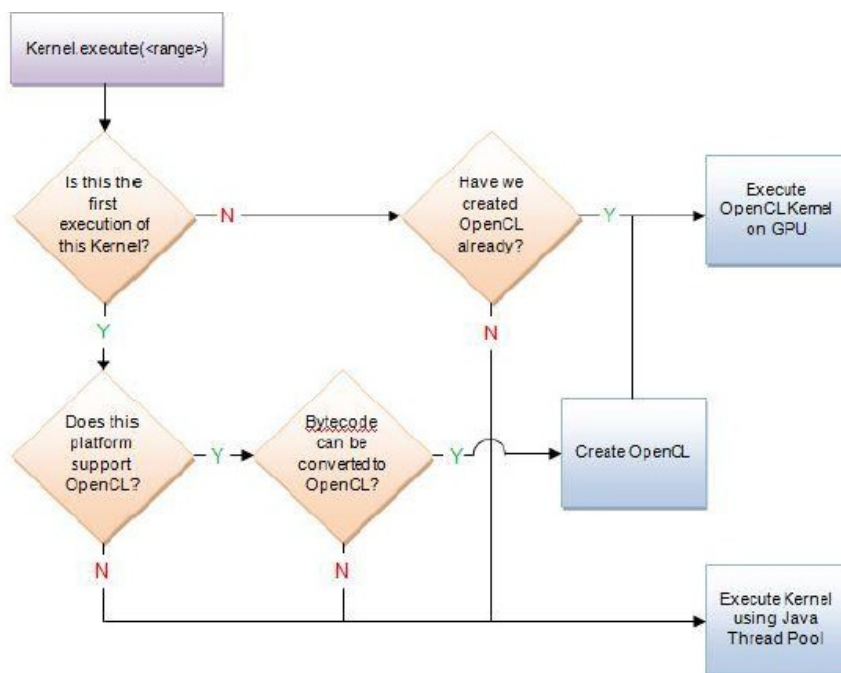 Kernel.execute(<range>)
Is this the
first
execution of
this Kernel?
N
Have we
created
OpenCL
already?
Y
Execute
OpenCLKernel
on GPU
Y
N
Does this
platform
support
OpenCL?
Y
Bytecode
can be
converted to
OpenCL?
Y
Create OpenCL
N
N
Execute Kernel
using Java
Thread Pool